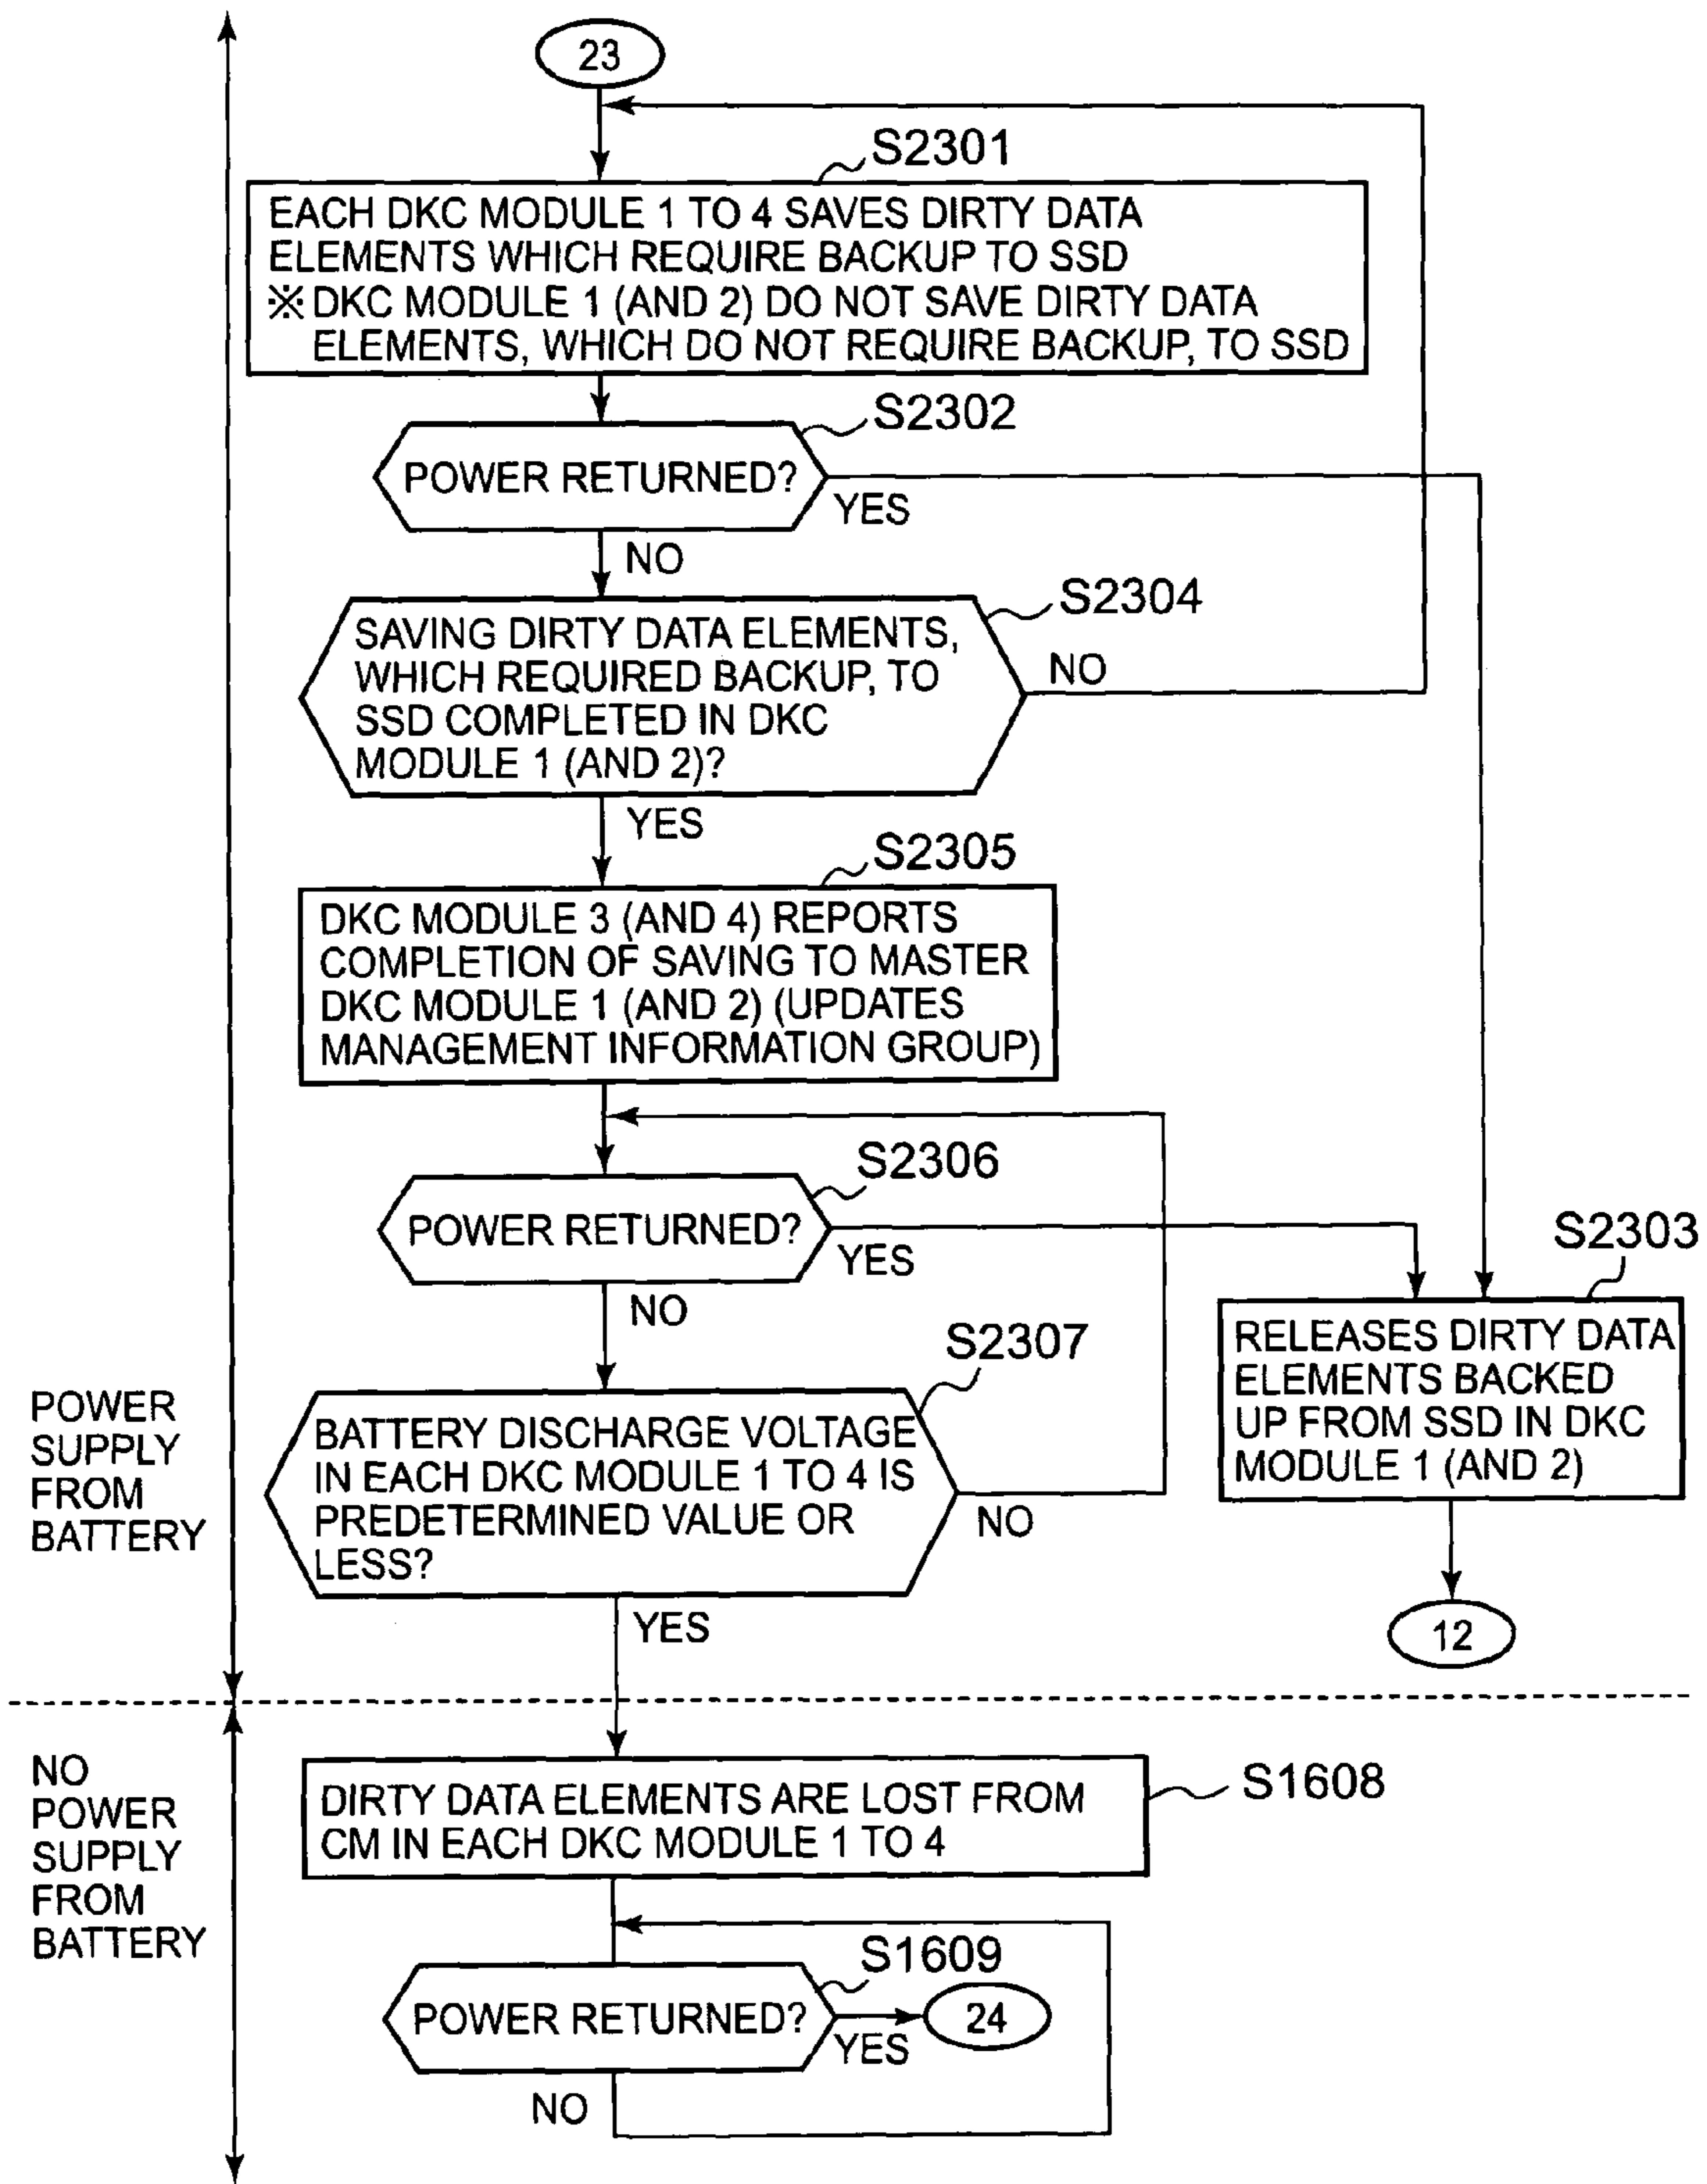 23
S2301
EACH DKC MODULE 1 TO 4 SAVES DIRTY DATA
ELEMENTS WHICH REQUIRE BACKUP TO SSD
※ DKC MODULE 1 (AND 2) DO NOT SAVE DIRTY DATA
ELEMENTS, WHICH DO NOT REQUIRE BACKUP, TO SSD
S2302
POWER RETURNED?
YES
NO
S2304
SAVING DIRTY DATA ELEMENTS,
WHICH REQUIRED BACKUP, TO
SSD COMPLETED IN DKC
MODULE 1 (AND 2)?
NO
YES
S2305
DKC MODULE 3 (AND 4) REPORTS
COMPLETION OF SAVING TO MASTER
DKC MODULE 1 (AND 2) (UPDATES
MANAGEMENT INFORMATION GROUP)
S2306
POWER RETURNED?
YES
NO
S2303
RELEASES DIRTY DATA
ELEMENTS BACKED
UP FROM SSD IN DKC
MODULE 1 (AND 2)
12
S2307
BATTERY DISCHARGE VOLTAGE
IN EACH DKC MODULE 1 TO 4 IS
PREDETERMINED VALUE OR
LESS?
NO
YES
POWER
SUPPLY
FROM
BATTERY
NO
POWER
SUPPLY
FROM
BATTERY
S1608
DIRTY DATA ELEMENTS ARE LOST FROM
CM IN EACH DKC MODULE 1 TO 4
S1609
POWER RETURNED?
YES
24
NO